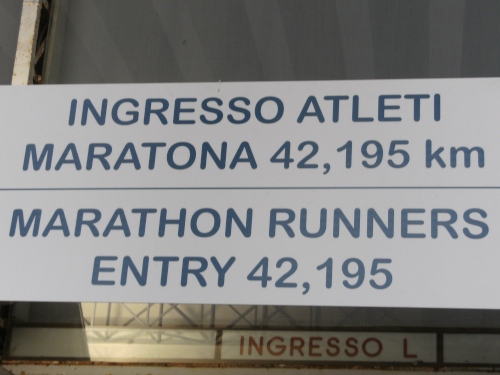 INGRESSO ATLETI
MARATONA 42,195 km
MARATHON RUNNERS
ENTRY 42,195
INGRESSO L